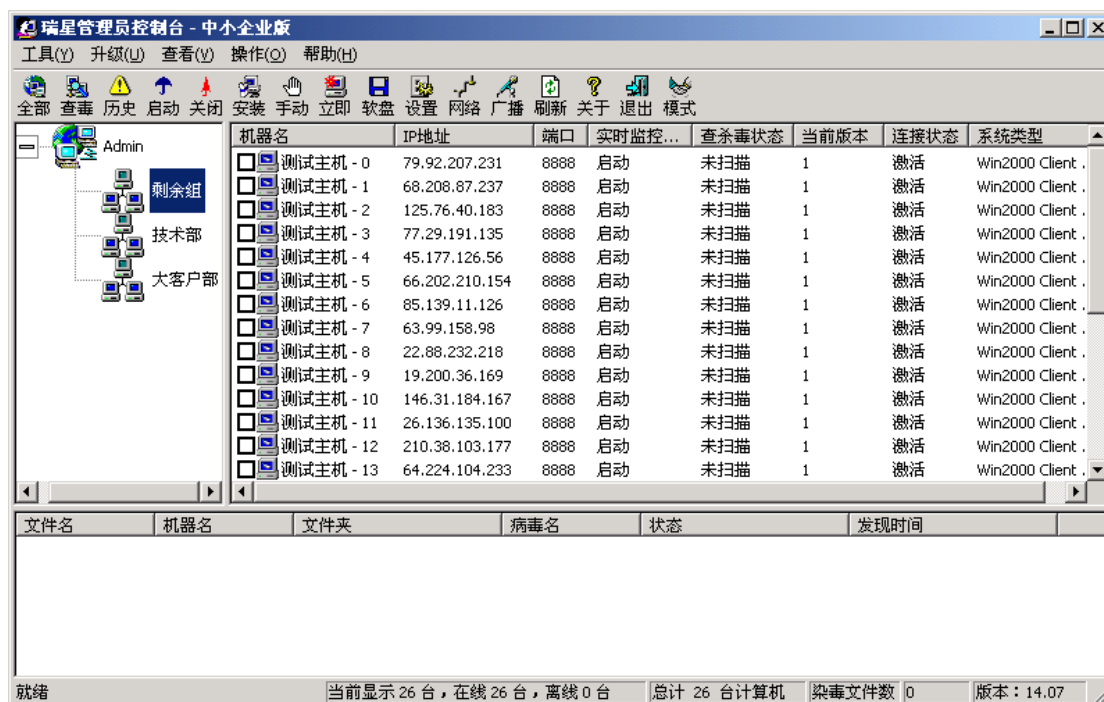 瑞星管理员控制台 - 中小企业版
工具(Y) 升级(U) 查看(V) 操作(O) 帮助(H)
全部 查毒 历史 启动 关闭 安装 手动 立即 软盘 设置 网络 广播 刷新 关于 退出 模式
Admin
剩余组
技术部
大客户部
机器名 IP地址 端口 实时监控... 查杀毒状态 当前版本 连接状态 系统类型
测试主机 - 0 79.92.207.231 8888 启动 未扫描 1 激活 Win2000 Client .
测试主机 - 1 68.208.87.237 8888 启动 未扫描 1 激活 Win2000 Client .
测试主机 - 2 125.76.40.183 8888 启动 未扫描 1 激活 Win2000 Client .
测试主机 - 3 77.29.191.135 8888 启动 未扫描 1 激活 Win2000 Client .
测试主机 - 4 45.177.126.56 8888 启动 未扫描 1 激活 Win2000 Client .
测试主机 - 5 66.202.210.154 8888 启动 未扫描 1 激活 Win2000 Client .
测试主机 - 6 85.139.11.126 8888 启动 未扫描 1 激活 Win2000 Client .
测试主机 - 7 63.99.158.98 8888 启动 未扫描 1 激活 Win2000 Client .
测试主机 - 8 22.88.232.218 8888 启动 未扫描 1 激活 Win2000 Client .
测试主机 - 9 19.200.36.169 8888 启动 未扫描 1 激活 Win2000 Client .
测试主机 - 10 146.31.184.167 8888 启动 未扫描 1 激活 Win2000 Client .
测试主机 - 11 26.136.135.100 8888 启动 未扫描 1 激活 Win2000 Client .
测试主机 - 12 210.38.103.177 8888 启动 未扫描 1 激活 Win2000 Client .
测试主机 - 13 64.224.104.233 8888 启动 未扫描 1 激活 Win2000 Client .
文件名 机器名 文件夹 病毒名 状态 发现时间
就绪 当前显示 26 台，在线 26 台，离线 0 台 总计 26 台计算机 染毒文件数 0 版本：14.07